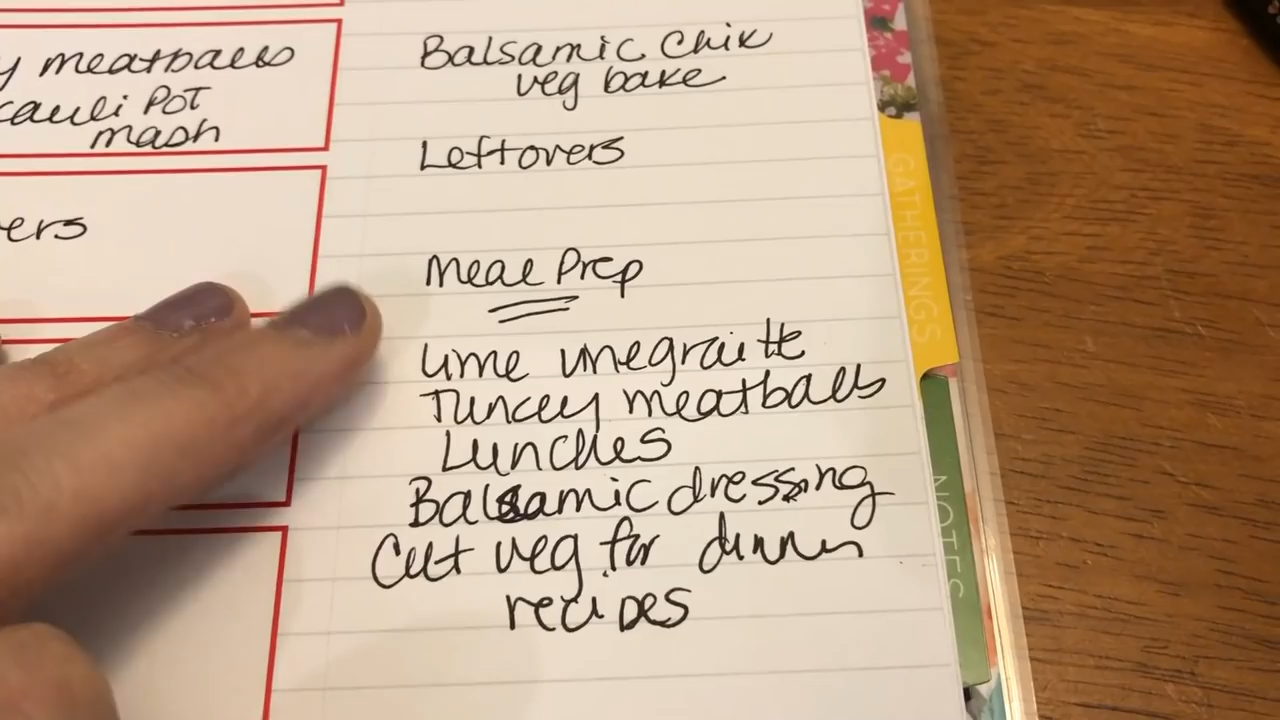 y meatballs
cauli POT
mash
ers
Balsamic Chik
veg bake
Leftovers
Meal Prep
Lime vinegraitte
Turkey meatballs
Lunches
Balsamic dressing
Cut veg for dinner
recipes
GATHERINGS
NOTES